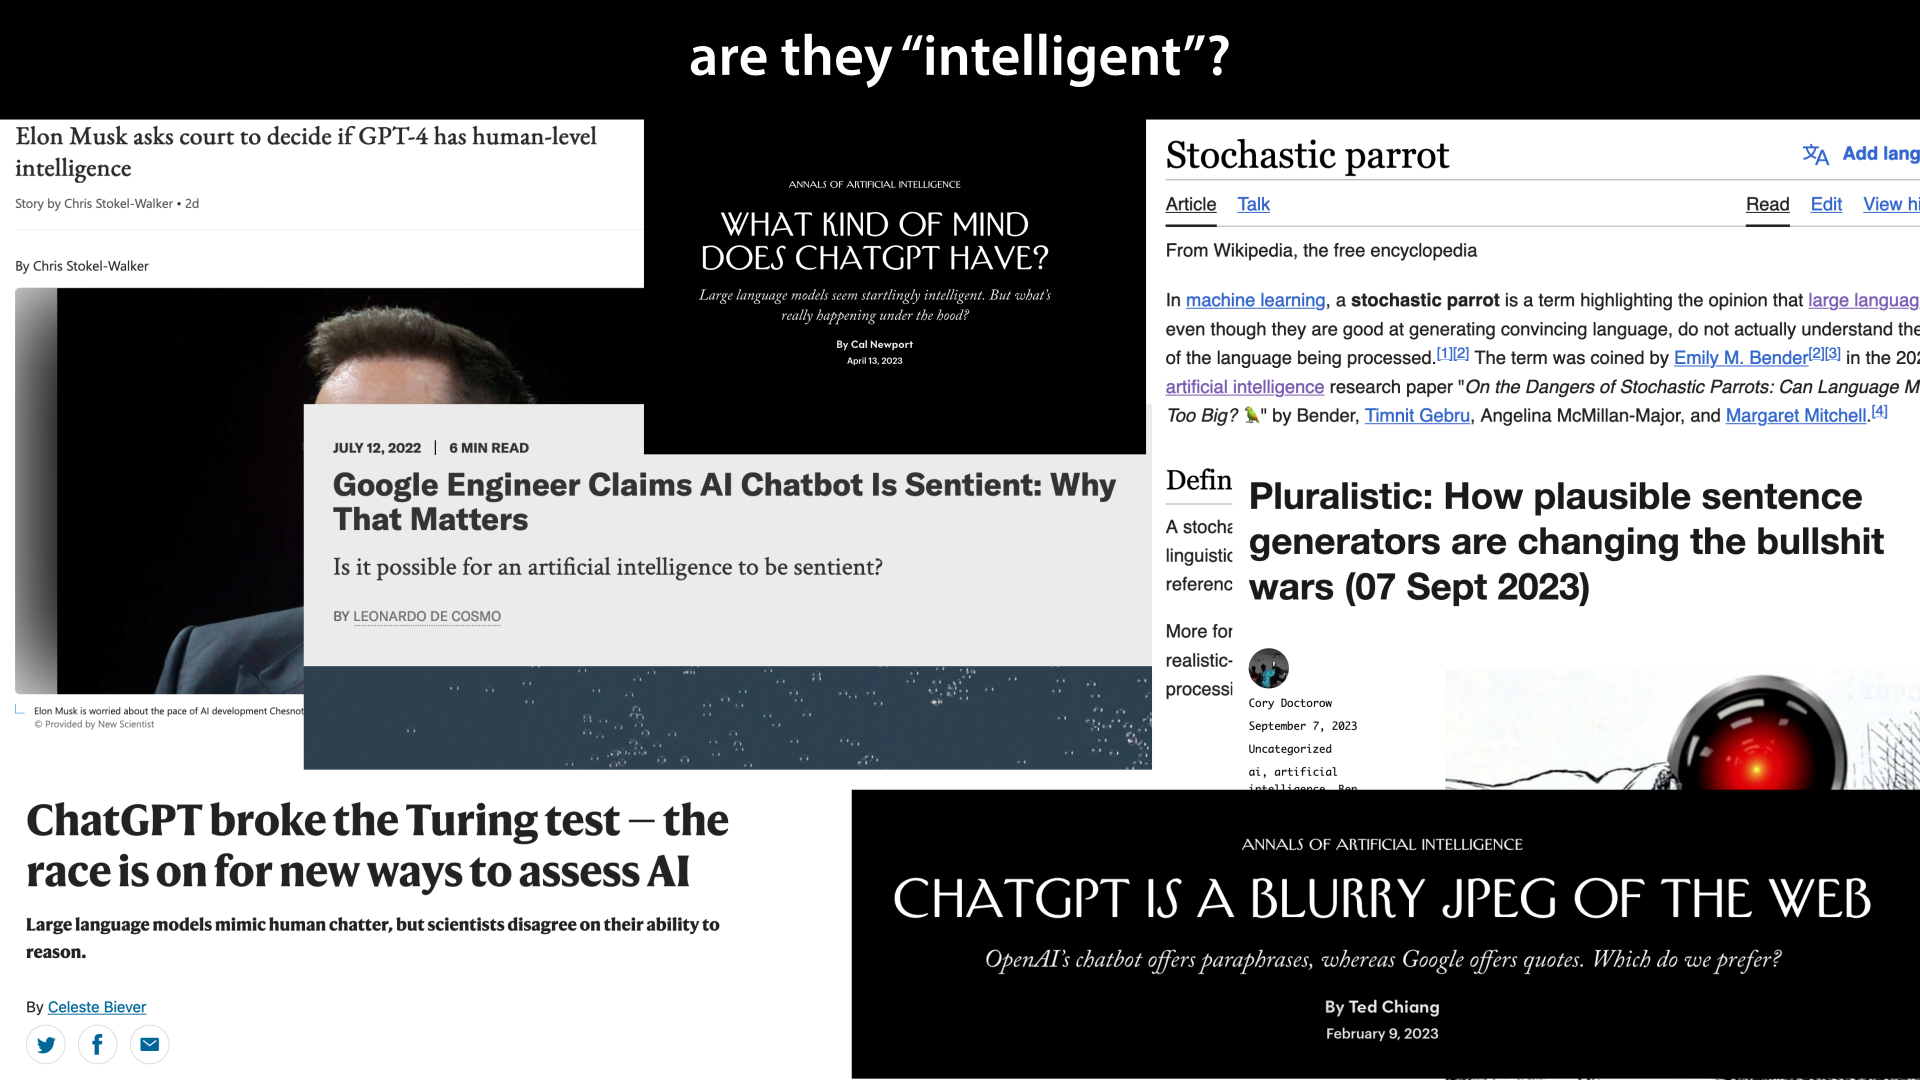 are they “intelligent”?
Elon Musk asks court to decide if GPT-4 has human-level
intelligence
Story by Chris Stokel-Walker • 2d
By Chris Stokel-Walker
Elon Musk is worried about the pace of AI development Chesnot
© Provided by New Scientist
ANNALS OF ARTIFICIAL INTELLIGENCE
WHAT KIND OF MIND
DOES CHATGPT HAVE?
Large language models seem startlingly intelligent. But what’s
really happening under the hood?
By Cal Newport
April 13, 2023
JULY 12, 2022 | 6 MIN READ
Google Engineer Claims AI Chatbot Is Sentient: Why
That Matters
Is it possible for an artificial intelligence to be sentient?
BY LEONARDO DE COSMO
Stochastic parrot
文A Add lang
Article Talk Read Edit View hi
From Wikipedia, the free encyclopedia
In machine learning, a stochastic parrot is a term highlighting the opinion that large languag
even though they are good at generating convincing language, do not actually understand the
of the language being processed.[1][2] The term was coined by Emily M. Bender[2][3] in the 202
artificial intelligence research paper "On the Dangers of Stochastic Parrots: Can Language M
Too Big? 🦜" by Bender, Timnit Gebru, Angelina McMillan-Major, and Margaret Mitchell.[4]
Defin
A stocha
linguistic
referenc
More for
realistic-
processi
Pluralistic: How plausible sentence
generators are changing the bullshit
wars (07 Sept 2023)
Cory Doctorow
September 7, 2023
Uncategorized
ai, artificial
intelligence, Ben
ChatGPT broke the Turing test — the
race is on for new ways to assess AI
Large language models mimic human chatter, but scientists disagree on their ability to
reason.
By Celeste Biever
ANNALS OF ARTIFICIAL INTELLIGENCE
CHATGPT IS A BLURRY JPEG OF THE WEB
OpenAI’s chatbot offers paraphrases, whereas Google offers quotes. Which do we prefer?
By Ted Chiang
February 9, 2023